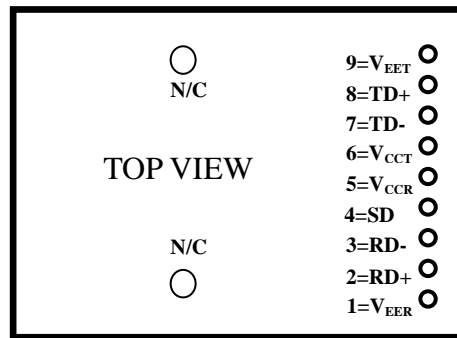 N/C
TOP VIEW
N/C
9=VEET
8=TD+
7=TD-
6=VCCT
5=VCCR
4=SD
3=RD-
2=RD+
1=VEER